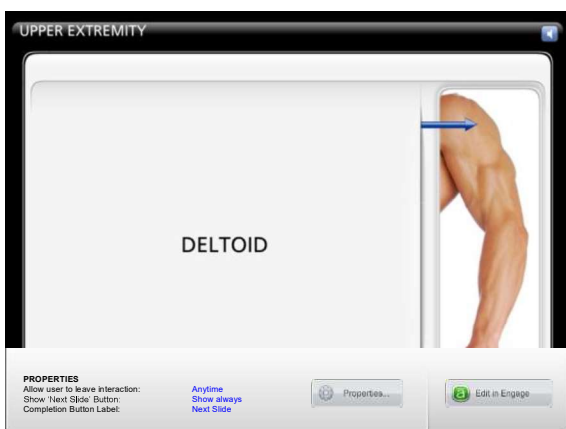 UPPER EXTREMITY
DELTOID
PROPERTIES
Allow user to leave interaction: Anytime
Show 'Next Slide' Button: Show always
Completion Button Label: Next Slide
Properties...
Edit in Engage